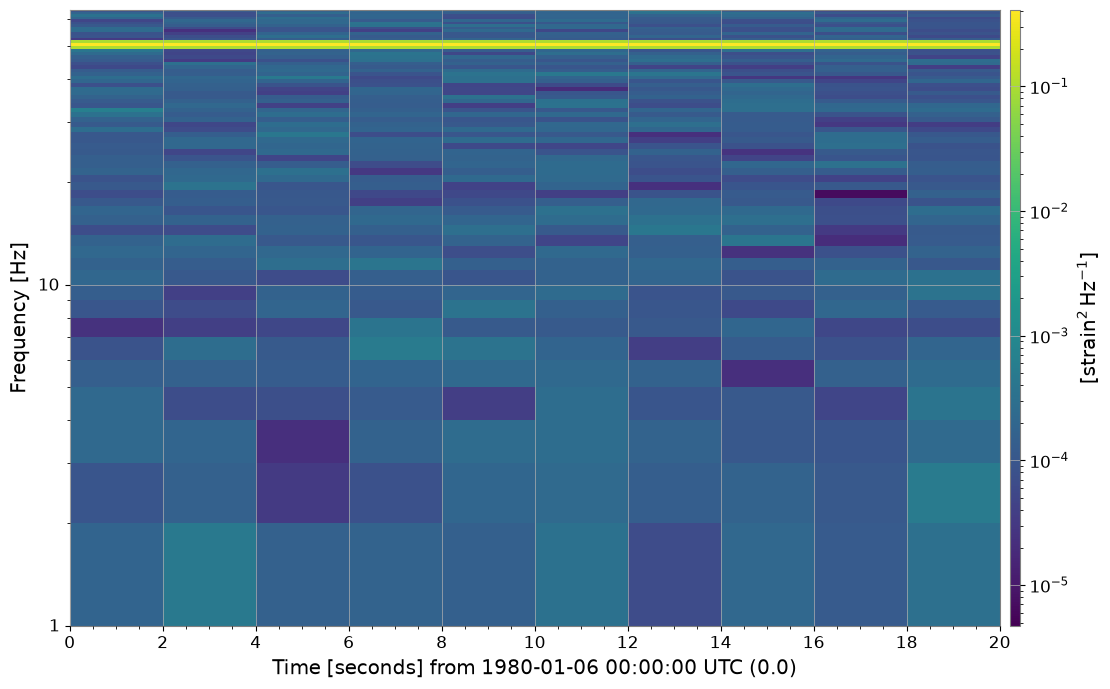 Frequency [Hz]
10
1
0 2 4 6 8 10 12 14 16 18 20
Time [seconds] from 1980-01-06 00:00:00 UTC (0.0)
10⁻¹
10⁻²
10⁻³
10⁻⁴
10⁻⁵
[strain² Hz⁻¹]